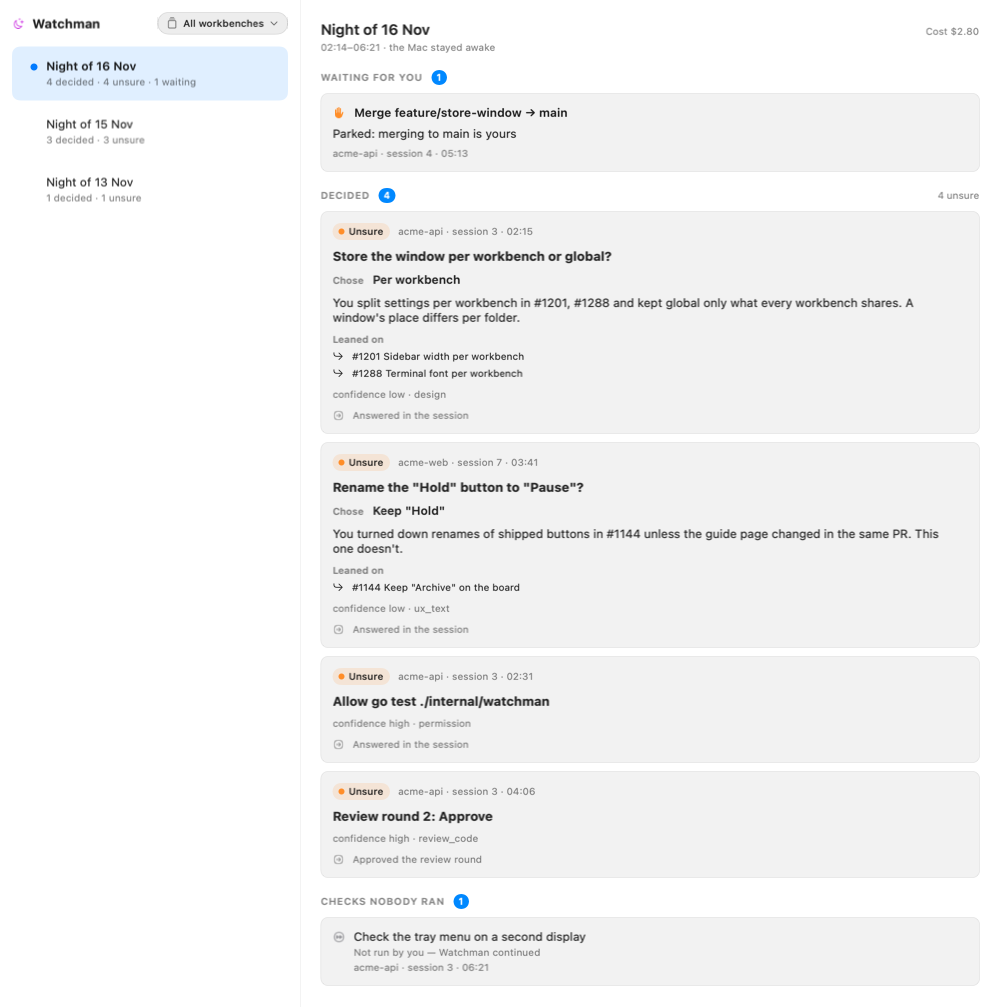 Watchman
All workbenches
Night of 16 Nov
4 decided · 4 unsure · 1 waiting
Night of 15 Nov
3 decided · 3 unsure
Night of 13 Nov
1 decided · 1 unsure
Night of 16 Nov
Cost $2.80
02:14–06:21 · the Mac stayed awake
WAITING FOR YOU 1
Merge feature/store-window → main
Parked: merging to main is yours
acme-api · session 4 · 05:13
DECIDED 4
4 unsure
Unsure acme-api · session 3 · 02:15
Store the window per workbench or global?
Chose Per workbench
You split settings per workbench in #1201, #1288 and kept global only what every workbench shares. A
window's place differs per folder.
Leaned on
#1201 Sidebar width per workbench
#1288 Terminal font per workbench
confidence low · design
Answered in the session
Unsure acme-web · session 7 · 03:41
Rename the "Hold" button to "Pause"?
Chose Keep "Hold"
You turned down renames of shipped buttons in #1144 unless the guide page changed in the same PR. This
one doesn't.
Leaned on
#1144 Keep "Archive" on the board
confidence low · ux_text
Answered in the session
Unsure acme-api · session 3 · 02:31
Allow go test ./internal/watchman
confidence high · permission
Answered in the session
Unsure acme-api · session 3 · 04:06
Review round 2: Approve
confidence high · review_code
Approved the review round
CHECKS NOBODY RAN 1
Check the tray menu on a second display
Not run by you — Watchman continued
acme-api · session 3 · 06:21